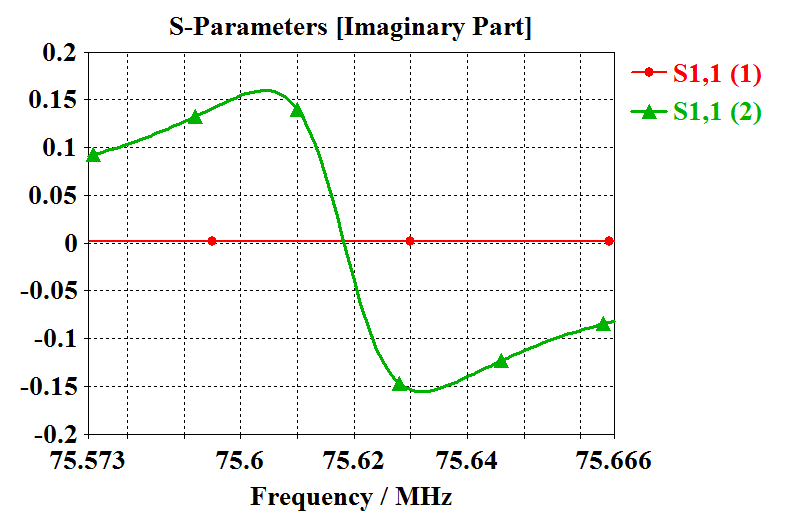 S-Parameters [Imaginary Part]
0.2
0.15
0.1
0.05
0
-0.05
-0.1
-0.15
-0.2
75.573 75.6 75.62 75.64 75.666
Frequency / MHz
S1,1 (1)
S1,1 (2)